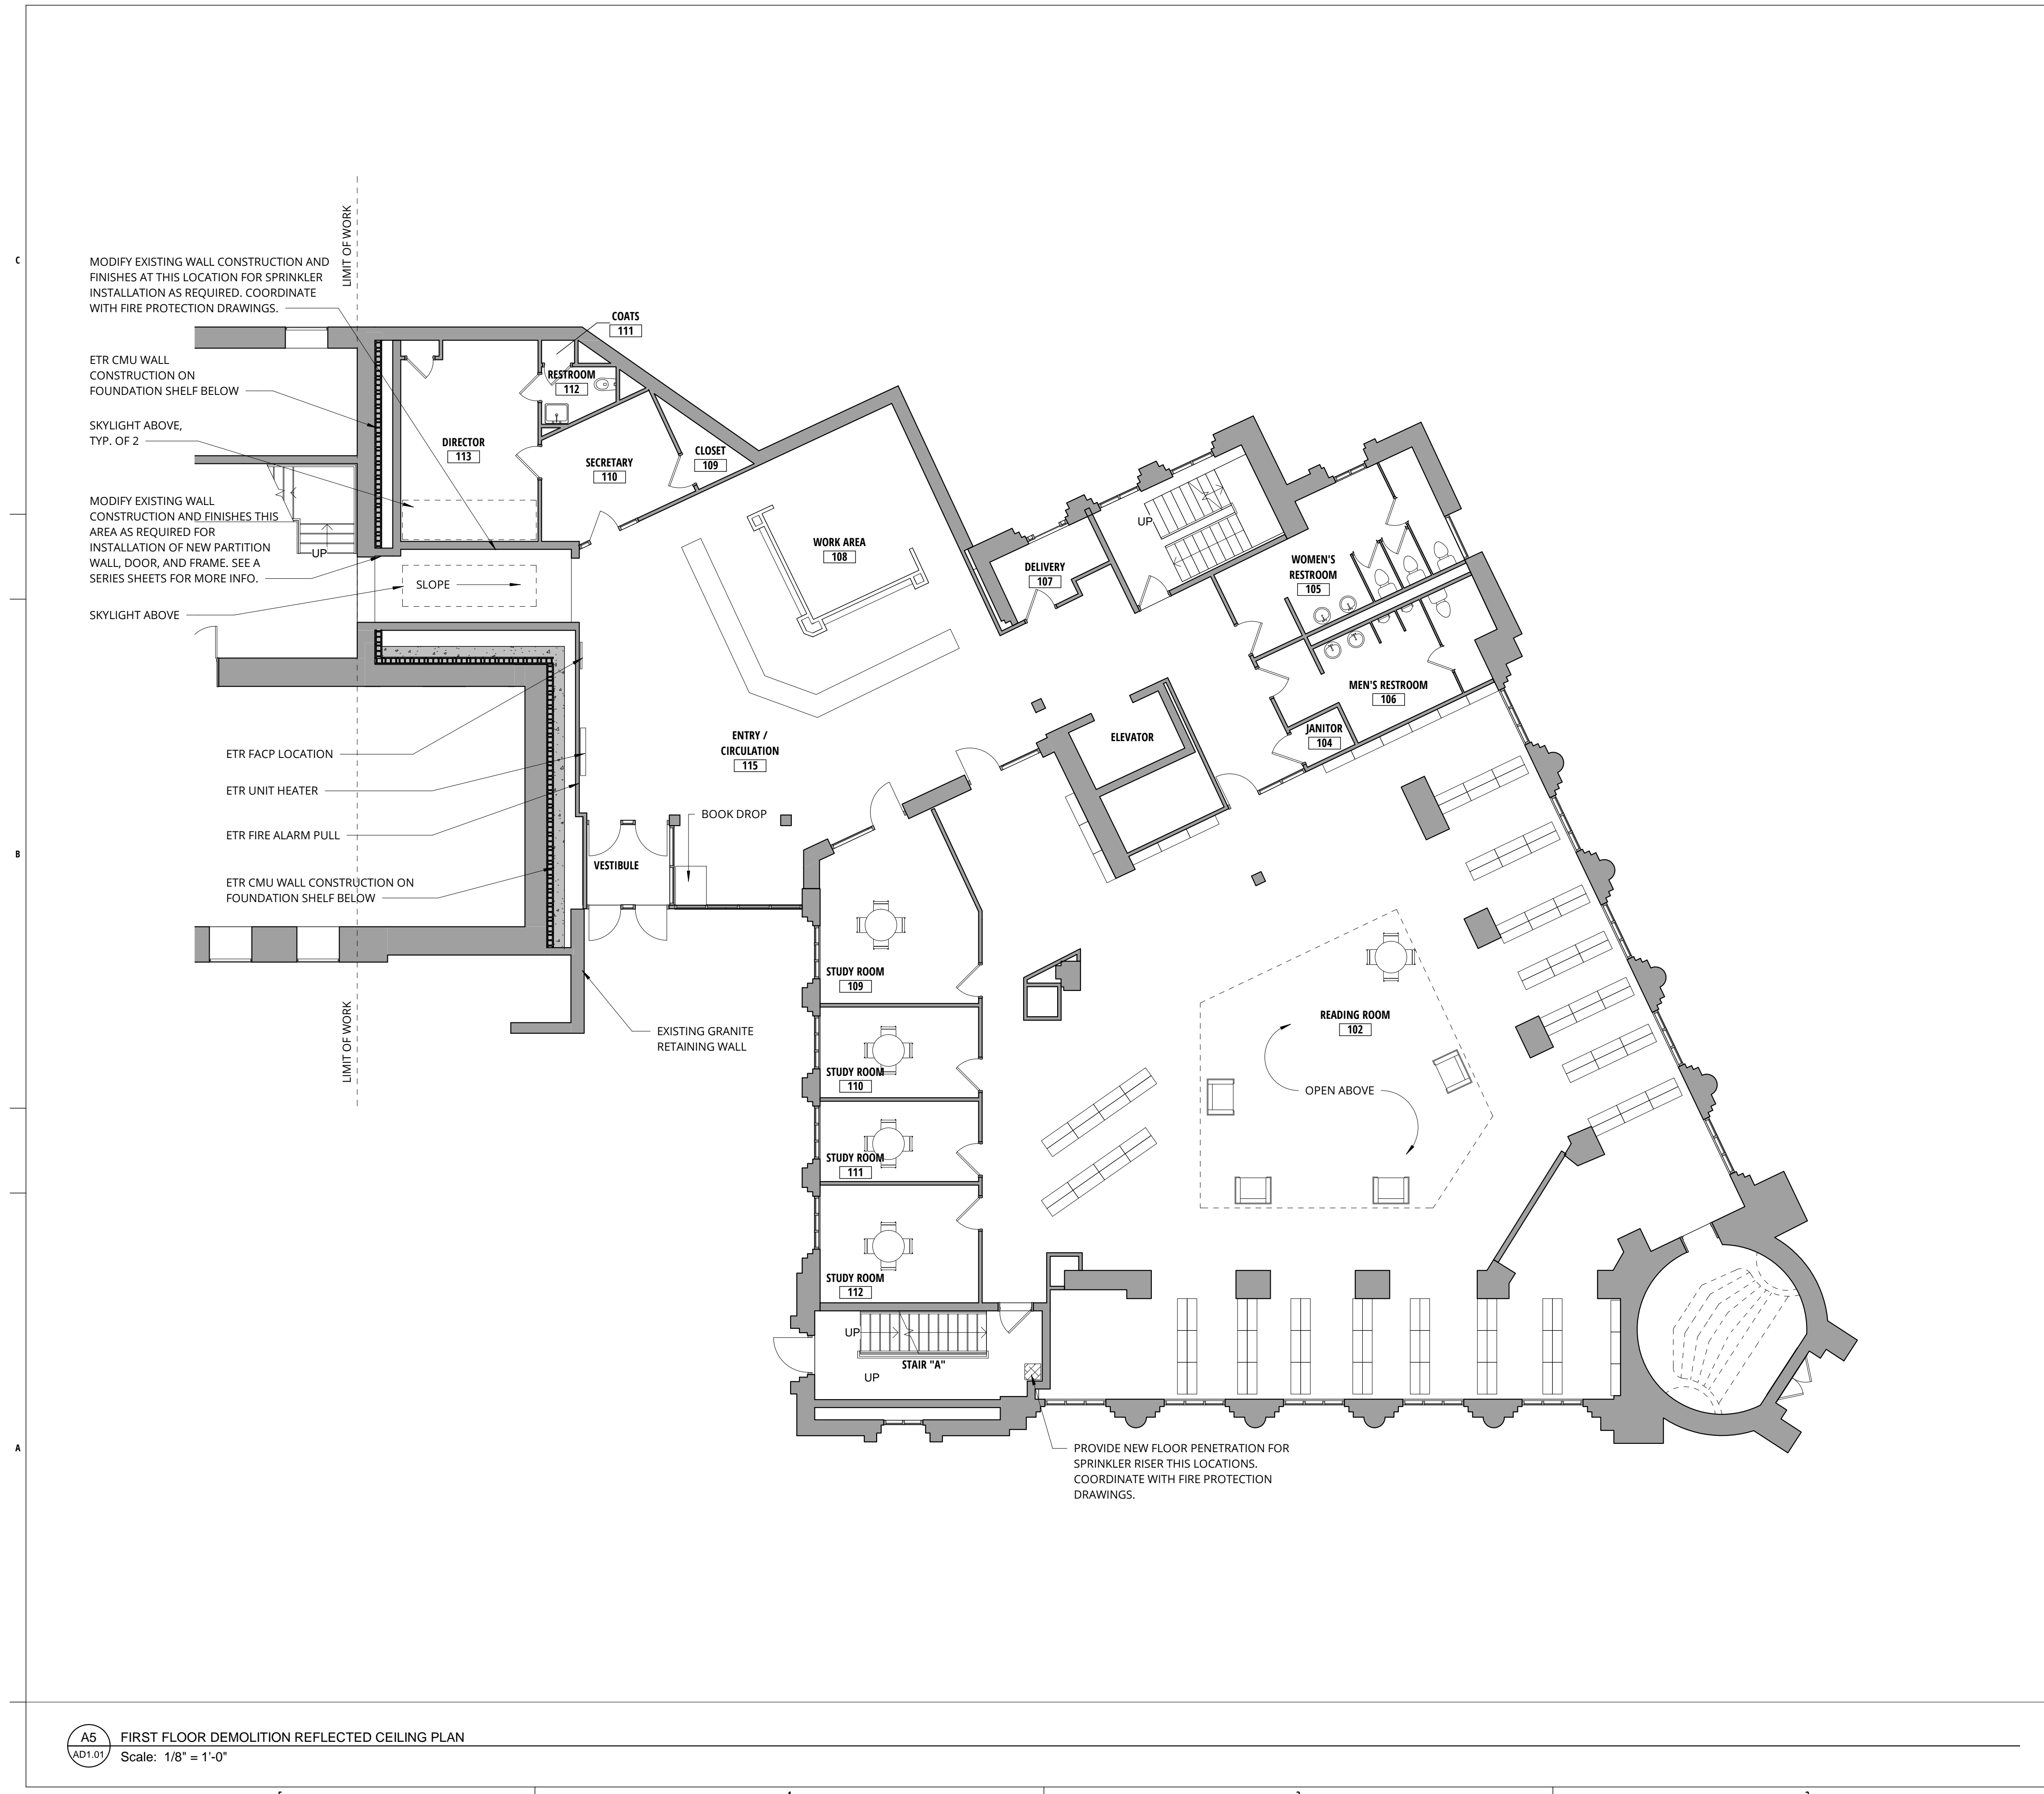 C
LIMIT OF WORK
MODIFY EXISTING WALL CONSTRUCTION AND
FINISHES AT THIS LOCATION FOR SPRINKLER
INSTALLATION AS REQUIRED. COORDINATE
WITH FIRE PROTECTION DRAWINGS.
COATS
111
ETR CMU WALL
CONSTRUCTION ON
FOUNDATION SHELF BELOW
RESTROOM
112
SKYLIGHT ABOVE,
TYP. OF 2
DIRECTOR
113
SECRETARY
110
CLOSET
109
MODIFY EXISTING WALL
CONSTRUCTION AND FINISHES THIS
AREA AS REQUIRED FOR
INSTALLATION OF NEW PARTITION
WALL, DOOR, AND FRAME. SEE A
SERIES SHEETS FOR MORE INFO.
UP
WORK AREA
108
UP
DELIVERY
107
WOMEN'S
RESTROOM
105
SLOPE
SKYLIGHT ABOVE
MEN'S RESTROOM
106
JANITOR
104
ELEVATOR
ENTRY /
CIRCULATION
115
ETR FACP LOCATION
ETR UNIT HEATER
ETR FIRE ALARM PULL
BOOK DROP
B
VESTIBULE
ETR CMU WALL CONSTRUCTION ON
FOUNDATION SHELF BELOW
STUDY ROOM
109
LIMIT OF WORK
EXISTING GRANITE
RETAINING WALL
READING ROOM
102
STUDY ROOM
110
OPEN ABOVE
STUDY ROOM
111
STUDY ROOM
112
UP
STAIR "A"
UP
A
PROVIDE NEW FLOOR PENETRATION FOR
SPRINKLER RISER THIS LOCATIONS.
COORDINATE WITH FIRE PROTECTION
DRAWINGS.
A5
AD1.01
FIRST FLOOR DEMOLITION REFLECTED CEILING PLAN
Scale: 1/8" = 1'-0"